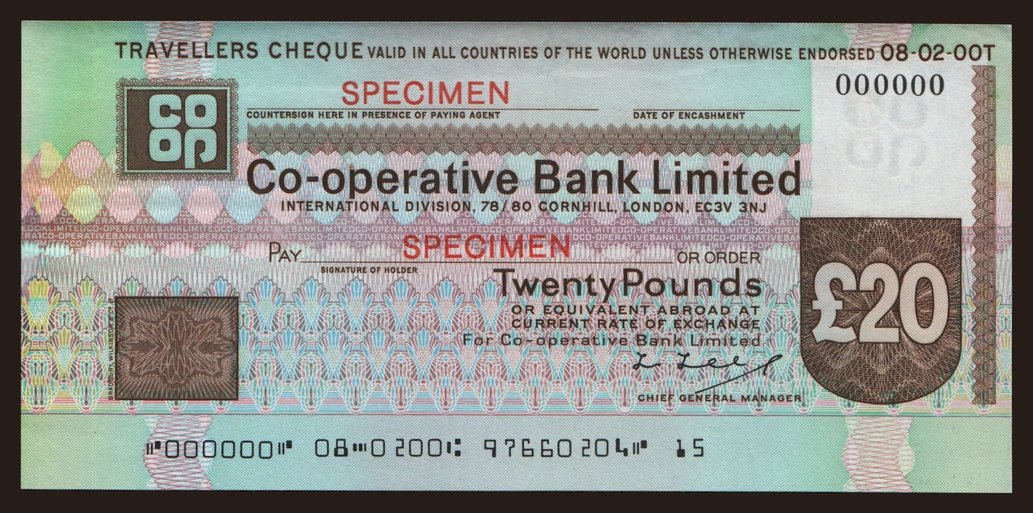 TRAVELLERS CHEQUE VALID IN ALL COUNTRIES OF THE WORLD UNLESS OTHERWISE ENDORSED 08-02-00T
000000
CO
OP
SPECIMEN
COUNTERSIGN HERE IN PRESENCE OF PAYING AGENT DATE OF ENCASHMENT
Co-operative Bank Limited
INTERNATIONAL DIVISION, 78/80 CORNHILL, LONDON, EC3V 3NJ
PAY SPECIMEN OR ORDER
SIGNATURE OF HOLDER
Twenty Pounds
£20
OR EQUIVALENT ABROAD AT
CURRENT RATE OF EXCHANGE
For Co-operative Bank Limited
CHIEF GENERAL MANAGER
⑈000000⑈ 08⑉0200⑆ 97660204⑈ 15